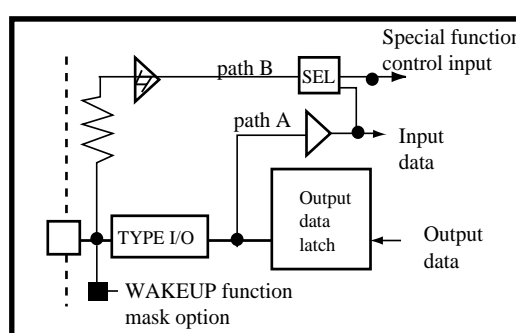 Special function
control input
path B
SEL
path A
Input
data
TYPE I/O
Output
data
latch
Output
data
WAKEUP function
mask option